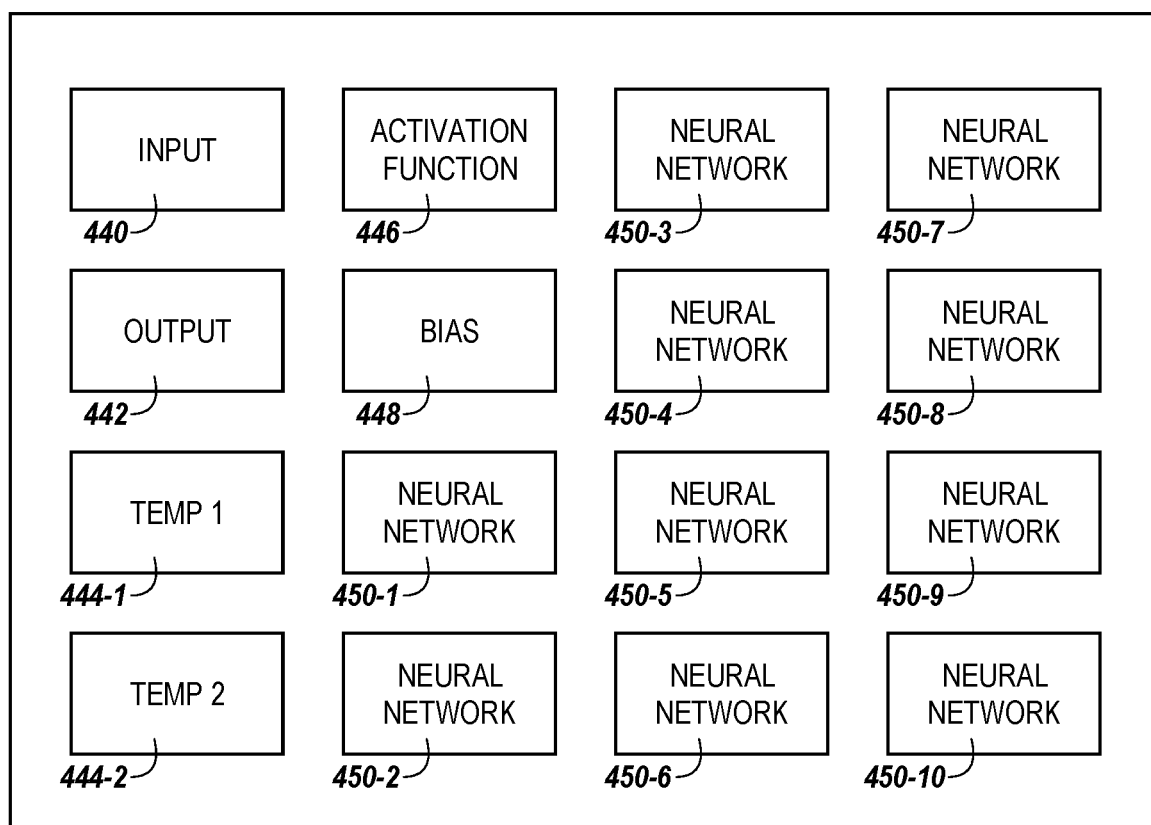 INPUT
440
ACTIVATION
FUNCTION
446
NEURAL
NETWORK
450-3
NEURAL
NETWORK
450-7
OUTPUT
442
BIAS
448
NEURAL
NETWORK
450-4
NEURAL
NETWORK
450-8
TEMP 1
444-1
NEURAL
NETWORK
450-1
NEURAL
NETWORK
450-5
NEURAL
NETWORK
450-9
TEMP 2
444-2
NEURAL
NETWORK
450-2
NEURAL
NETWORK
450-6
NEURAL
NETWORK
450-10